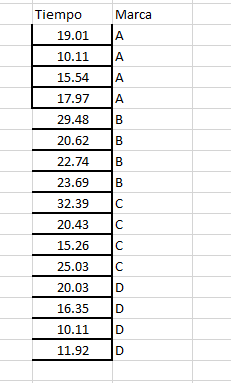 Tiempo Marca
19.01 A
10.11 A
15.54 A
17.97 A
29.48 B
20.62 B
22.74 B
23.69 B
32.39 C
20.43 C
15.26 C
25.03 C
20.03 D
16.35 D
10.11 D
11.92 D